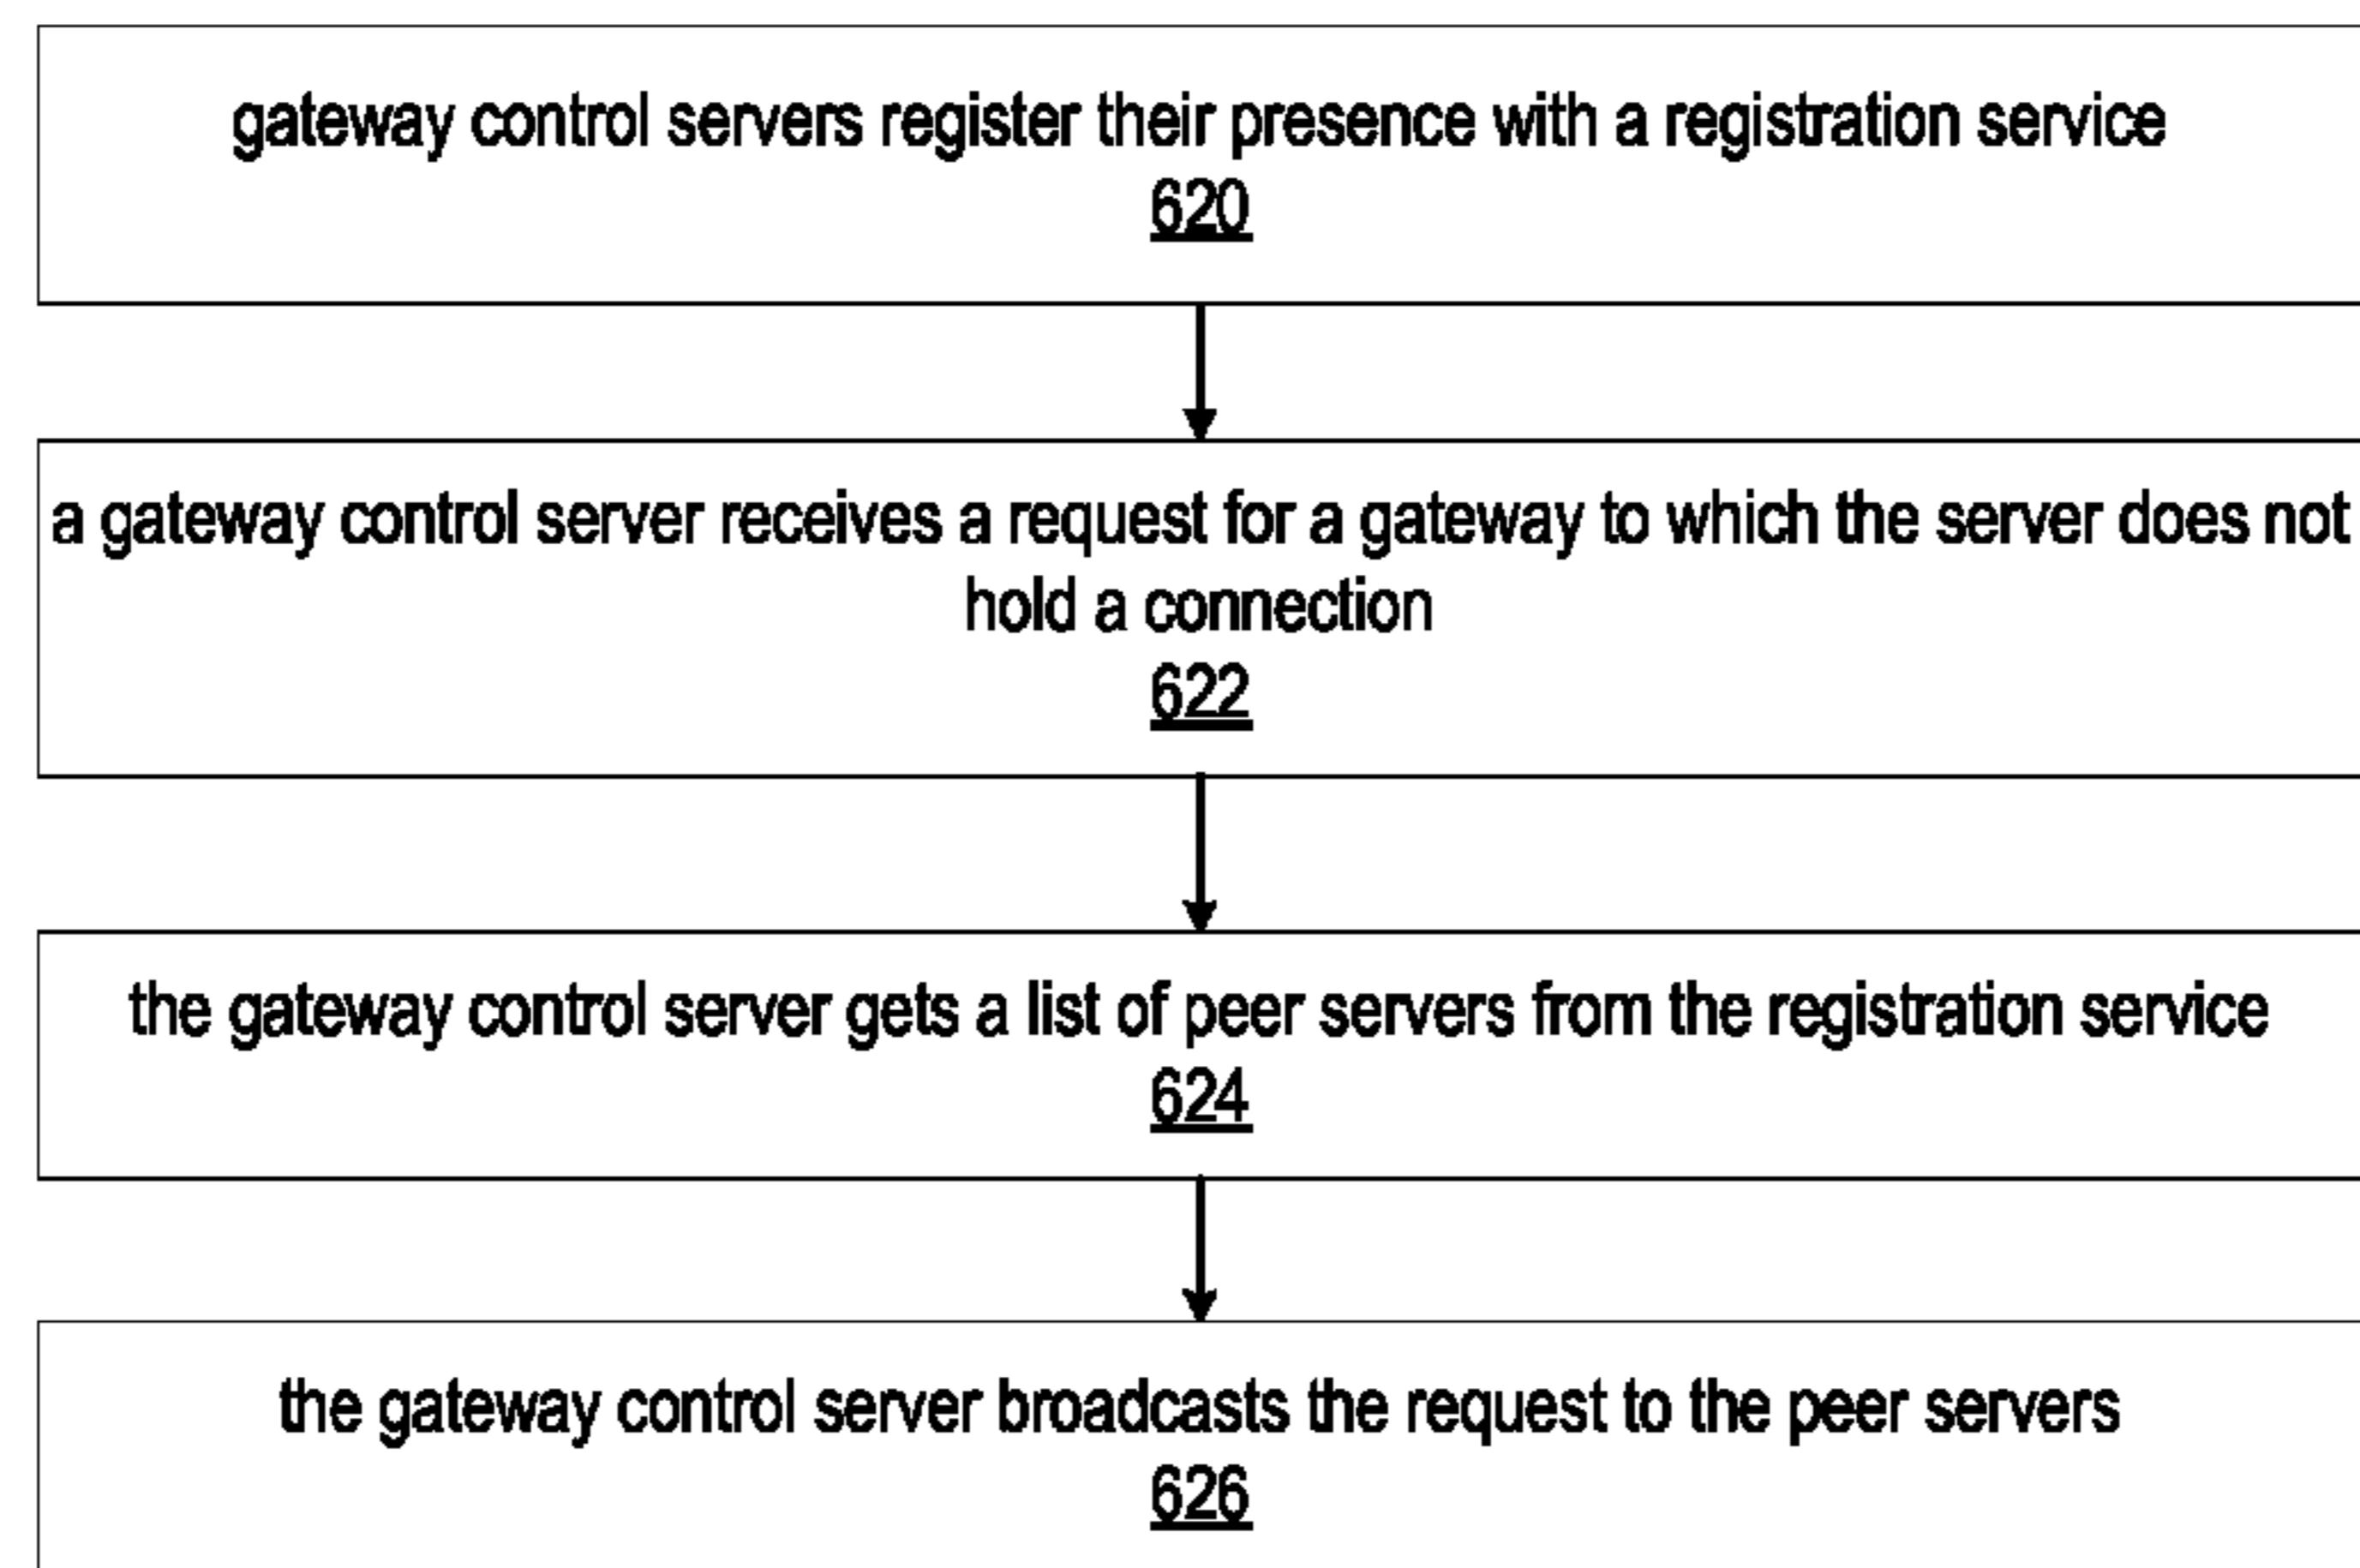 gateway control servers register their presence with a registration service
620
a gateway control server receives a request for a gateway to which the server does not
hold a connection
622
the gateway control server gets a list of peer servers from the registration service
624
the gateway control server broadcasts the request to the peer servers
626